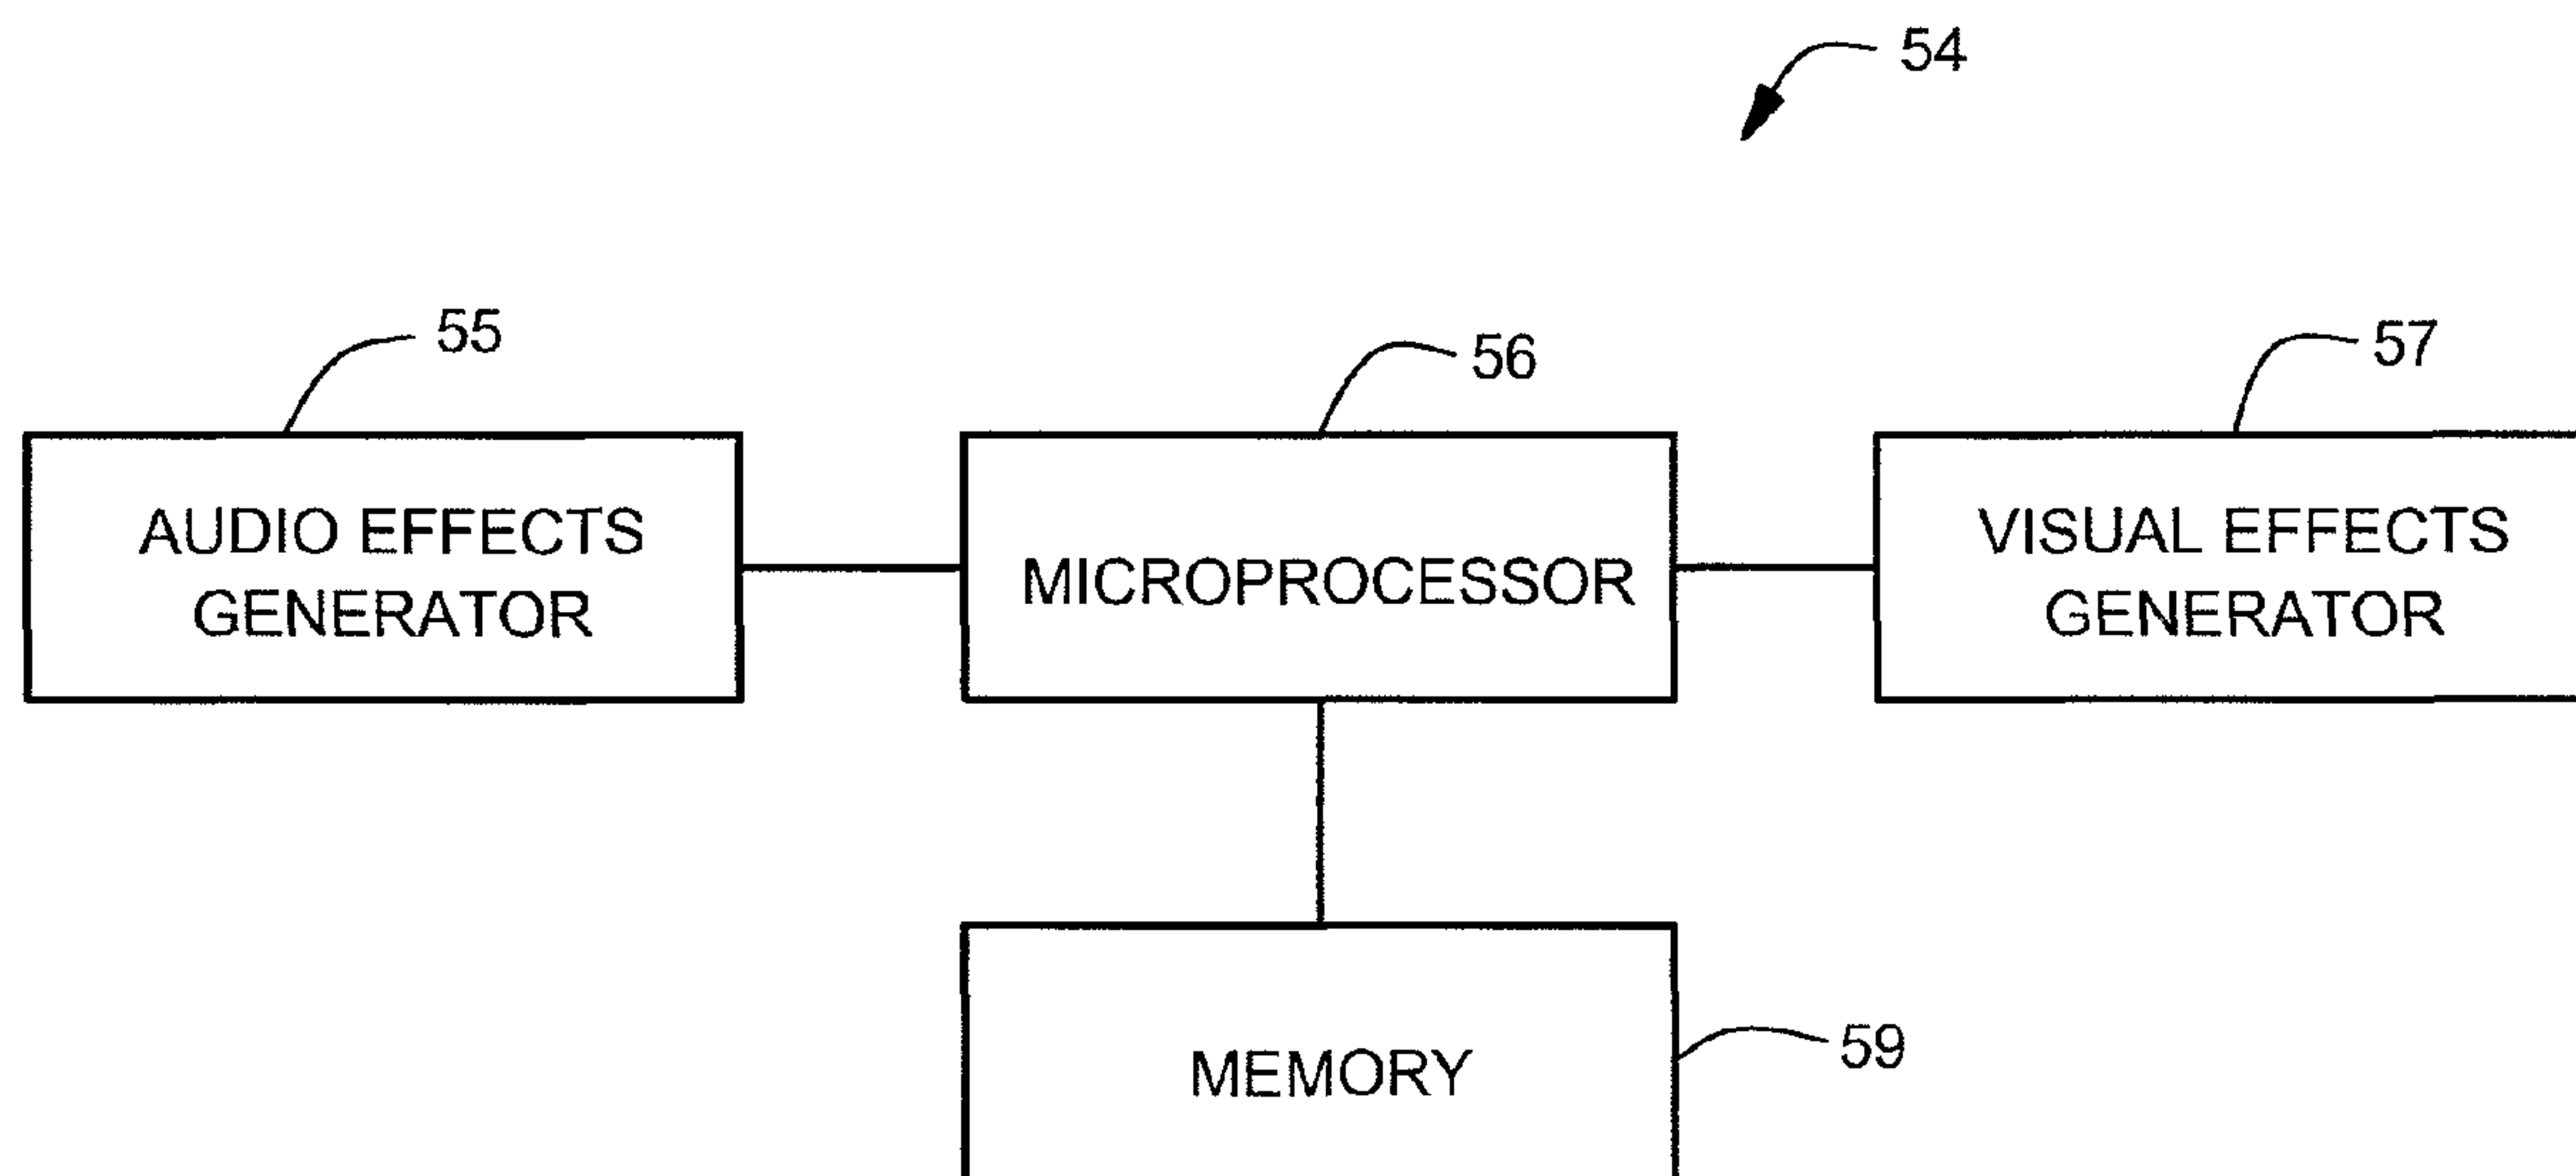 54
55
56
57
AUDIO EFFECTS
GENERATOR
MICROPROCESSOR
VISUAL EFFECTS
GENERATOR
MEMORY
59